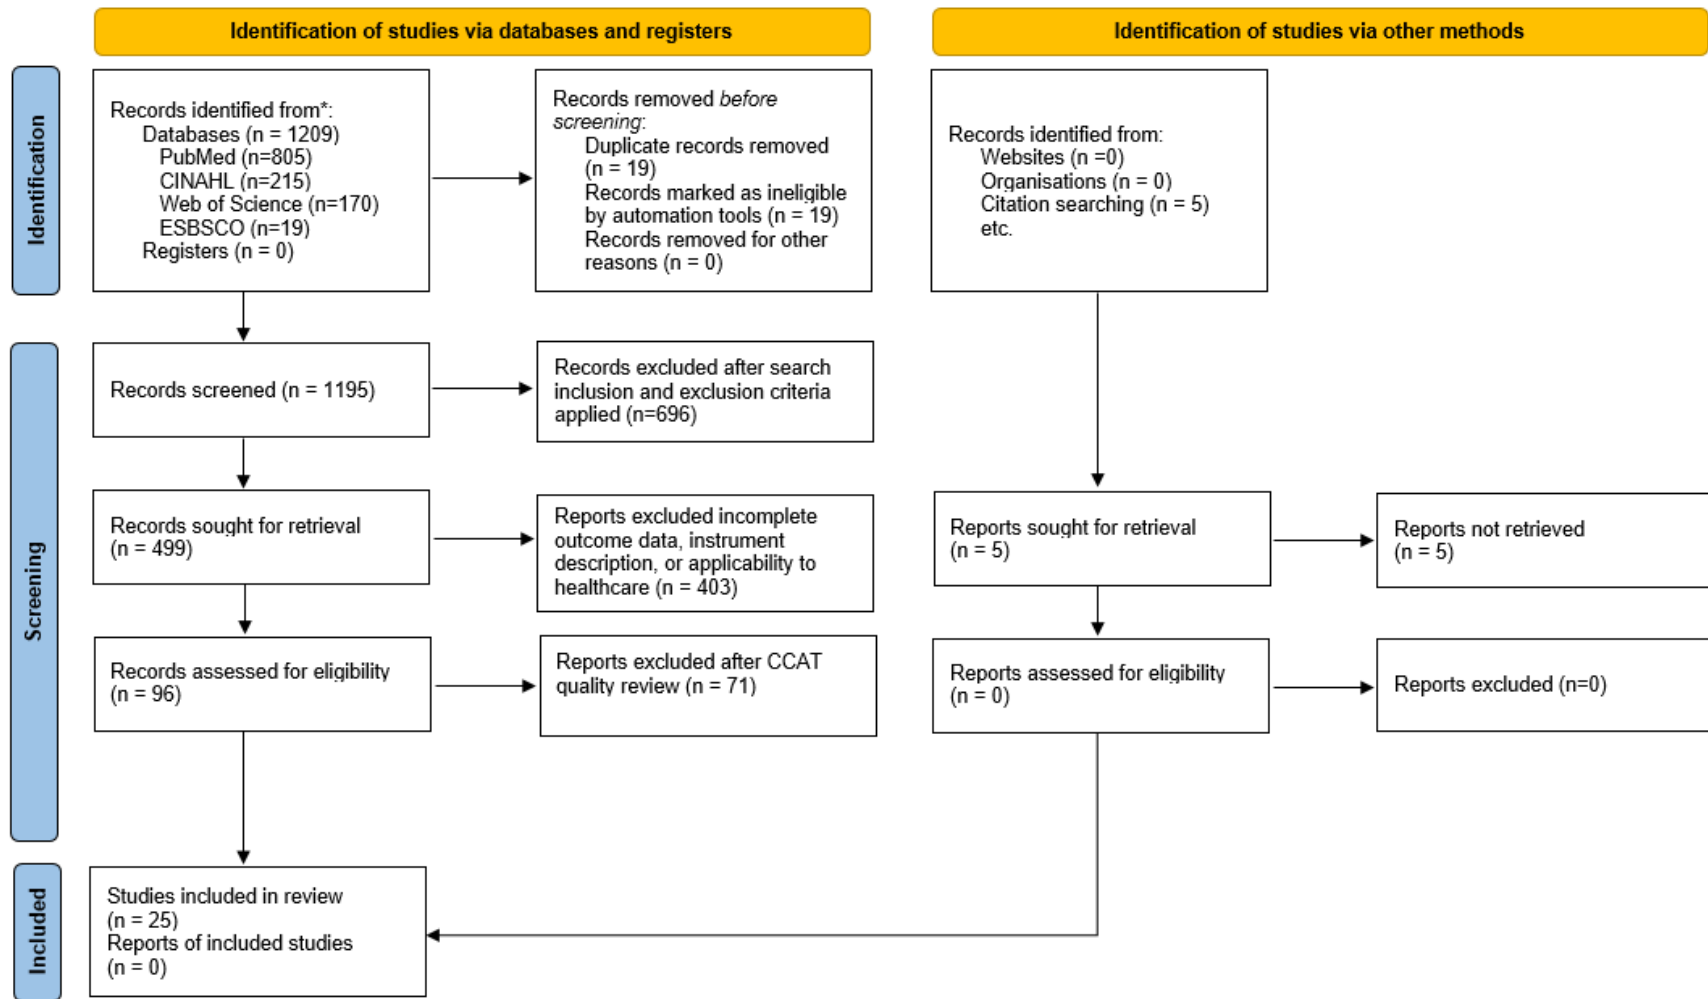 Identification of studies via databases and registers
Identification of studies via other methods
Identification
Records identified from*:
Databases (n = 1209)
PubMed (n=805)
CINAHL (n=215)
Web of Science (n=170)
ESBSCO (n=19)
Registers (n = 0)
Records removed before
screening:
Duplicate records removed
(n = 19)
Records marked as ineligible
by automation tools (n = 19)
Records removed for other
reasons (n = 0)
Records identified from:
Websites (n =0)
Organisations (n = 0)
Citation searching (n = 5)
etc.
Screening
Records screened (n = 1195)
Records excluded after search
inclusion and exclusion criteria
applied (n=696)
Records sought for retrieval
(n = 499)
Reports excluded incomplete
outcome data, instrument
description, or applicability to
healthcare (n = 403)
Reports sought for retrieval
(n = 5)
Reports not retrieved
(n = 5)
Records assessed for eligibility
(n = 96)
Reports excluded after CCAT
quality review (n = 71)
Reports assessed for eligibility
(n = 0)
Reports excluded (n=0)
Included
Studies included in review
(n = 25)
Reports of included studies
(n = 0)